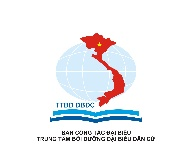 TTBD ĐBDC
BAN CÔNG TÁC ĐẠI BIỂU
TRUNG TÂM BỒI DƯỠNG ĐẠI BIỂU DÂN CỬ